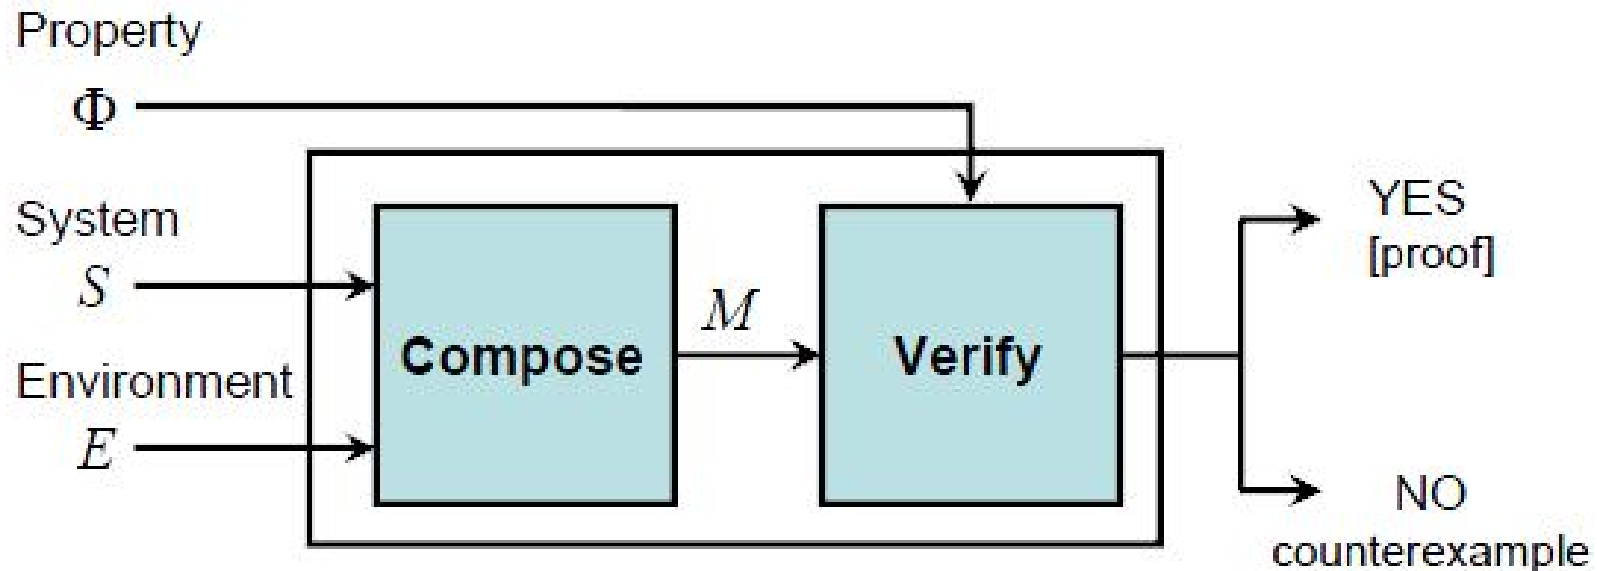 Property
Φ
System
S
Environment
E
Compose
M
Verify
YES
[proof]
NO
counterexample